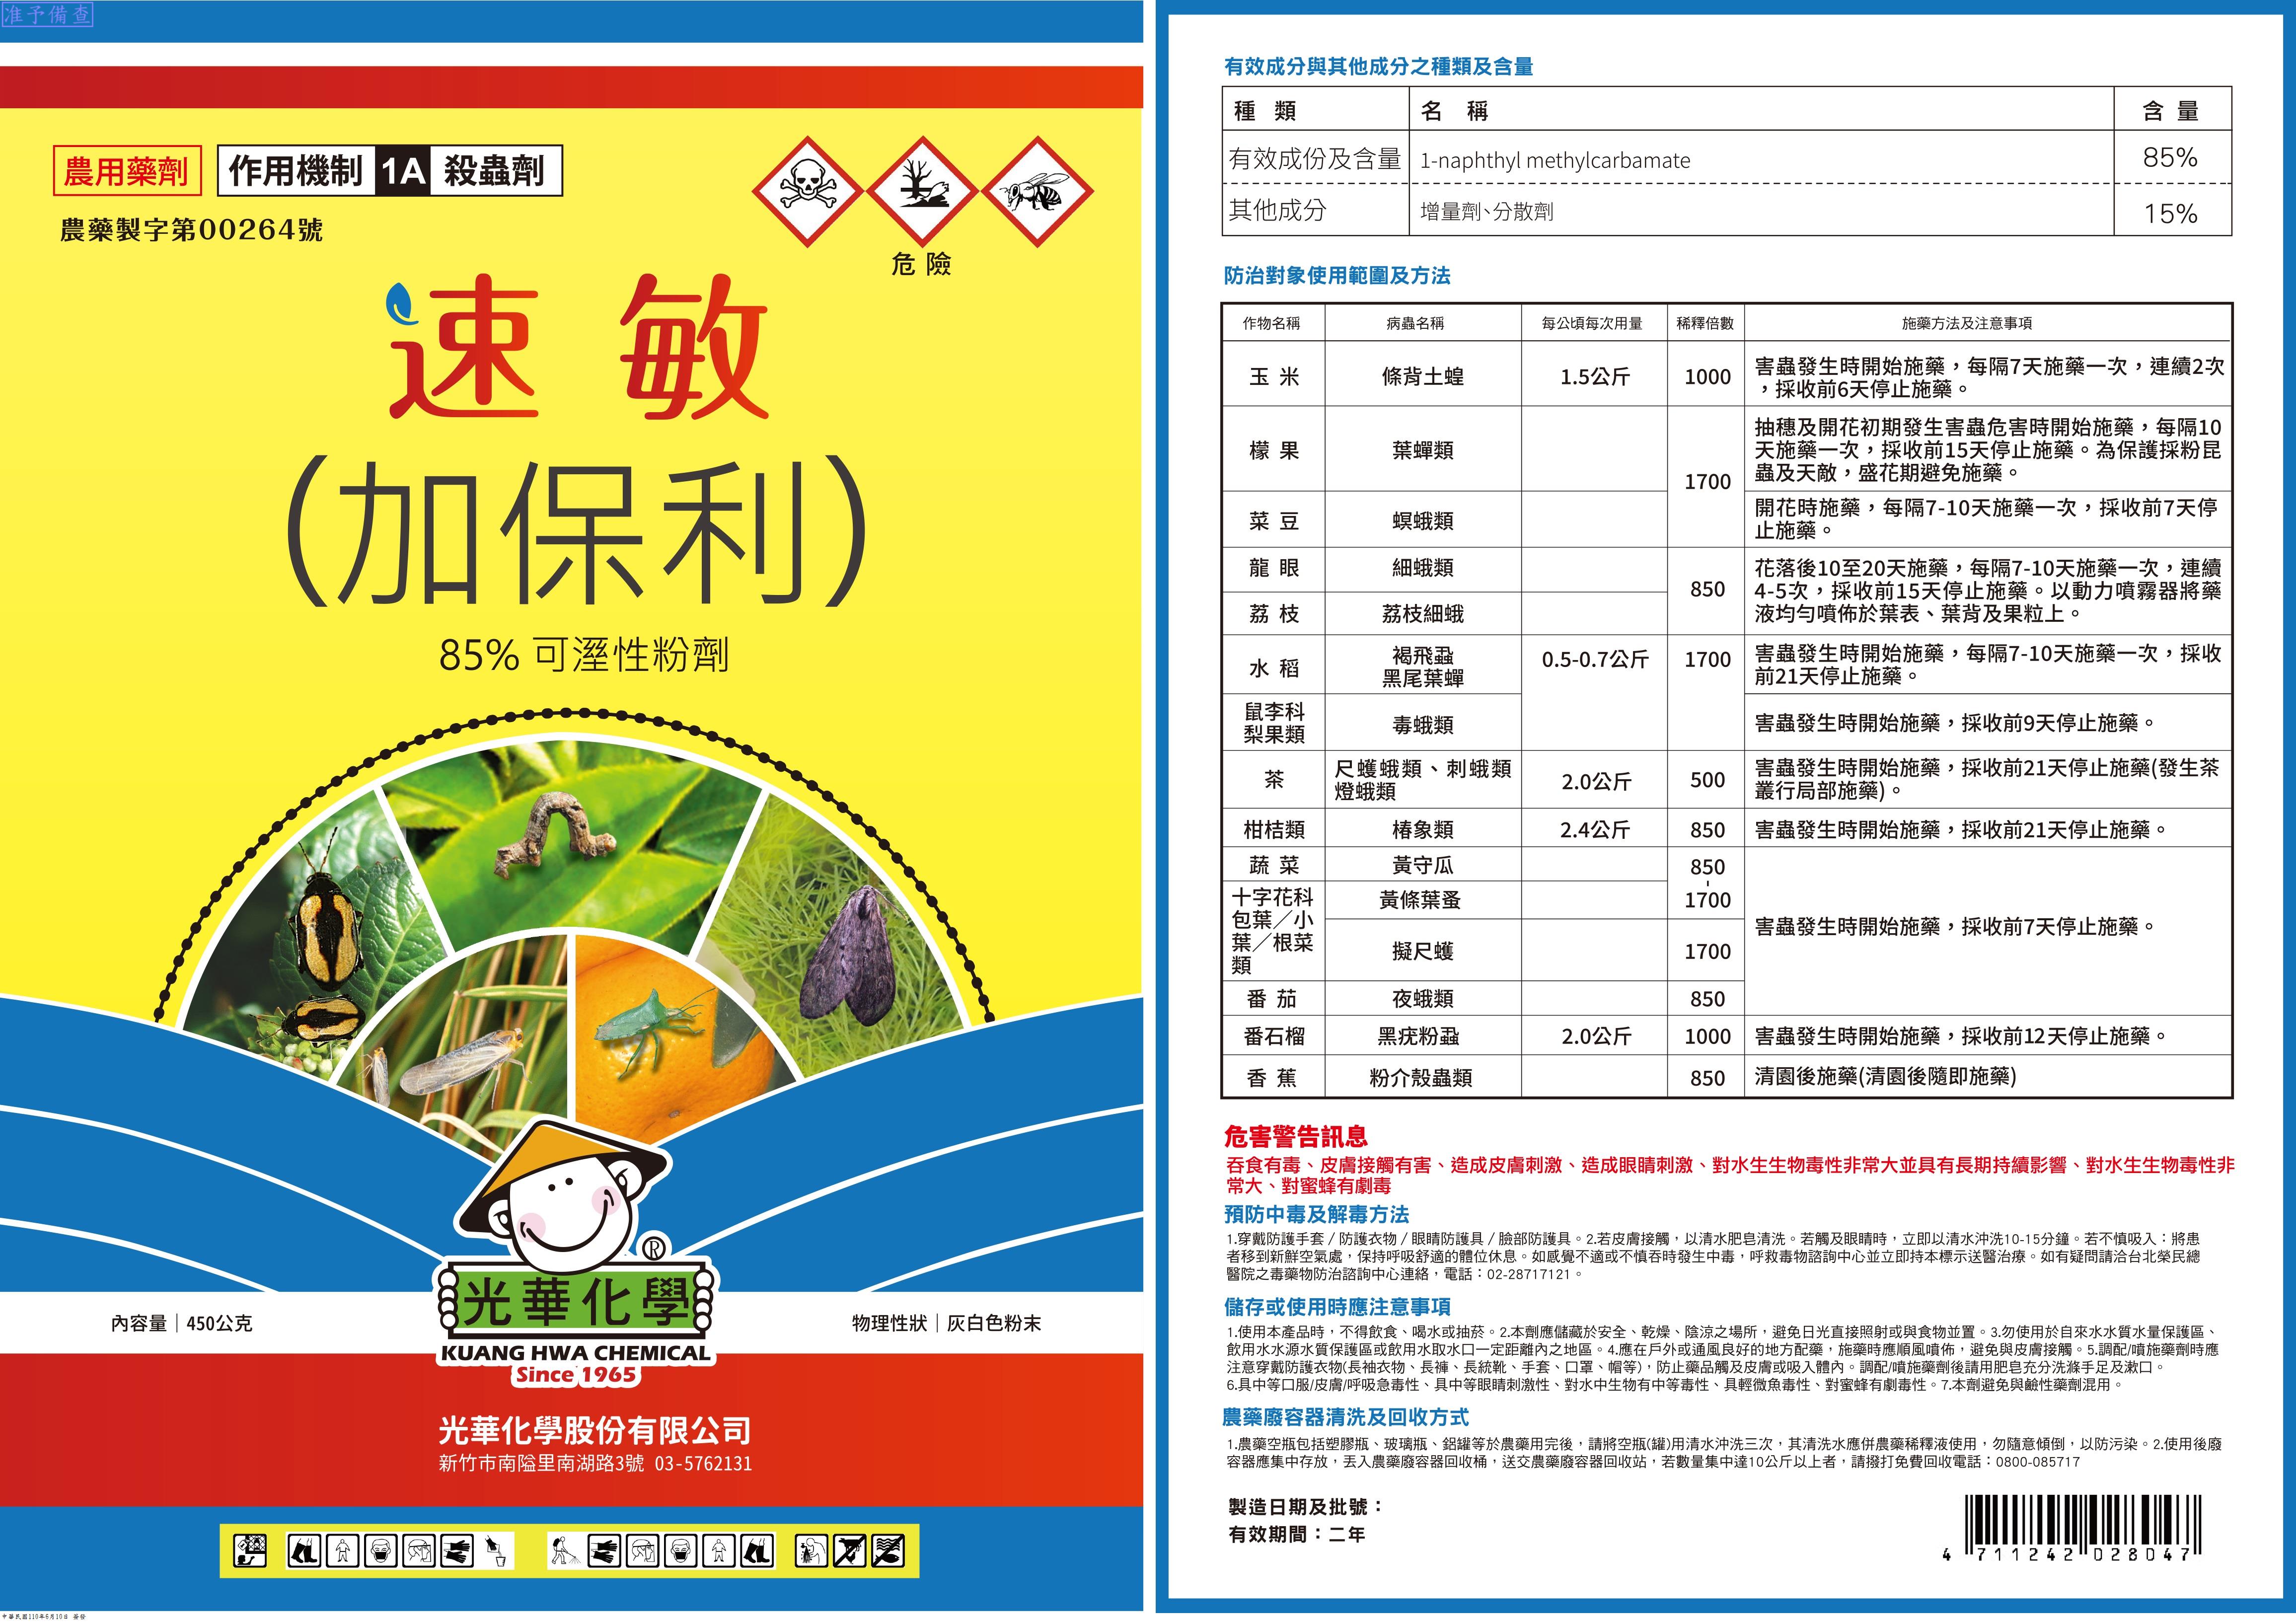 准予備查
農用藥劑
作用機制 1A 殺蟲劑
農藥製字第00264號
危險
速敏
(加保利)
85% 可溼性粉劑
®
光華化學
KUANG HWA CHEMICAL
Since 1965
內容量｜450公克
物理性狀｜灰白色粉末
光華化學股份有限公司
新竹市南隘里南湖路3號 03-5762131
中華民國110年6月10日 簽發
有效成分與其他成分之種類及含量
種 類 名 稱 含 量
有效成份及含量 1-naphthyl methylcarbamate 85%
其他成分 增量劑、分散劑 15%
防治對象使用範圍及方法
作物名稱 病蟲名稱 每公頃每次用量 稀釋倍數 施藥方法及注意事項
玉 米 條背土蝗 1.5公斤 1000 害蟲發生時開始施藥，每隔7天施藥一次，連續2次
，採收前6天停止施藥。
檬 果 葉蟬類 1700 抽穗及開花初期發生害蟲危害時開始施藥，每隔10
天施藥一次，採收前15天停止施藥。為保護採粉昆
蟲及天敵，盛花期避免施藥。
菜 豆 螟蛾類 開花時施藥，每隔7-10天施藥一次，採收前7天停
止施藥。
龍 眼 細蛾類 850 花落後10至20天施藥，每隔7-10天施藥一次，連續
4-5次，採收前15天停止施藥。以動力噴霧器將藥
荔 枝 荔枝細蛾 液均勻噴佈於葉表、葉背及果粒上。
水 稻 褐飛蝨 0.5-0.7公斤 1700 害蟲發生時開始施藥，每隔7-10天施藥一次，採收
黑尾葉蟬 前21天停止施藥。
鼠李科
梨果類 毒蛾類 害蟲發生時開始施藥，採收前9天停止施藥。
茶 尺蠖蛾類、刺蛾類 2.0公斤 500 害蟲發生時開始施藥，採收前21天停止施藥(發生茶
燈蛾類 叢行局部施藥)。
柑桔類 椿象類 2.4公斤 850 害蟲發生時開始施藥，採收前21天停止施藥。
蔬 菜 黃守瓜 850
-
十字花科 黃條葉蚤 1700
包葉／小
葉／根菜 害蟲發生時開始施藥，採收前7天停止施藥。
類 擬尺蠖 1700
番 茄 夜蛾類 850
番石榴 黑疣粉蝨 2.0公斤 1000 害蟲發生時開始施藥，採收前12天停止施藥。
香 蕉 粉介殼蟲類 850 清園後施藥(清園後隨即施藥)
危害警告訊息
吞食有毒、皮膚接觸有害、造成皮膚刺激、造成眼睛刺激、對水生生物毒性非常大並具有長期持續影響、對水生生物毒性非
常大、對蜜蜂有劇毒
預防中毒及解毒方法
1.穿戴防護手套／防護衣物／眼睛防護具／臉部防護具。2.若皮膚接觸，以清水肥皂清洗。若觸及眼睛時，立即以清水沖洗10-15分鐘。若不慎吸入：將患
者移到新鮮空氣處，保持呼吸舒適的體位休息。如感覺不適或不慎吞時發生中毒，呼救毒物諮詢中心並立即持本標示送醫治療。如有疑問請洽台北榮民總
醫院之毒藥物防治諮詢中心連絡，電話：02-28717121。
儲存或使用時應注意事項
1.使用本產品時，不得飲食、喝水或抽菸。2.本劑應儲藏於安全、乾燥、陰涼之場所，避免日光直接照射或與食物並置。3.勿使用於自來水水質水量保護區、
飲用水水源水質保護區或飲用水取水口一定距離內之地區。4.應在戶外或通風良好的地方配藥，施藥時應順風噴佈，避免與皮膚接觸。5.調配/噴施藥劑時應
注意穿戴防護衣物(長袖衣物、長褲、長統靴、手套、口罩、帽等)，防止藥品觸及皮膚或吸入體內。調配/噴施藥劑後請用肥皂充分洗滌手足及漱口。
6.具中等口服/皮膚/呼吸急毒性、具中等眼睛刺激性、對水中生物有中等毒性、具輕微魚毒性、對蜜蜂有劇毒性。7.本劑避免與鹼性藥劑混用。
農藥廢容器清洗及回收方式
1.農藥空瓶包括塑膠瓶、玻璃瓶、鋁罐等於農藥用完後，請將空瓶(罐)用清水沖洗三次，其清洗水應併農藥稀釋液使用，勿隨意傾倒，以防污染。2.使用後廢
容器應集中存放，丟入農藥廢容器回收桶，送交農藥廢容器回收站，若數量集中達10公斤以上者，請撥打免費回收電話：0800-085717
製造日期及批號：
有效期間：二年
4 711242 028047